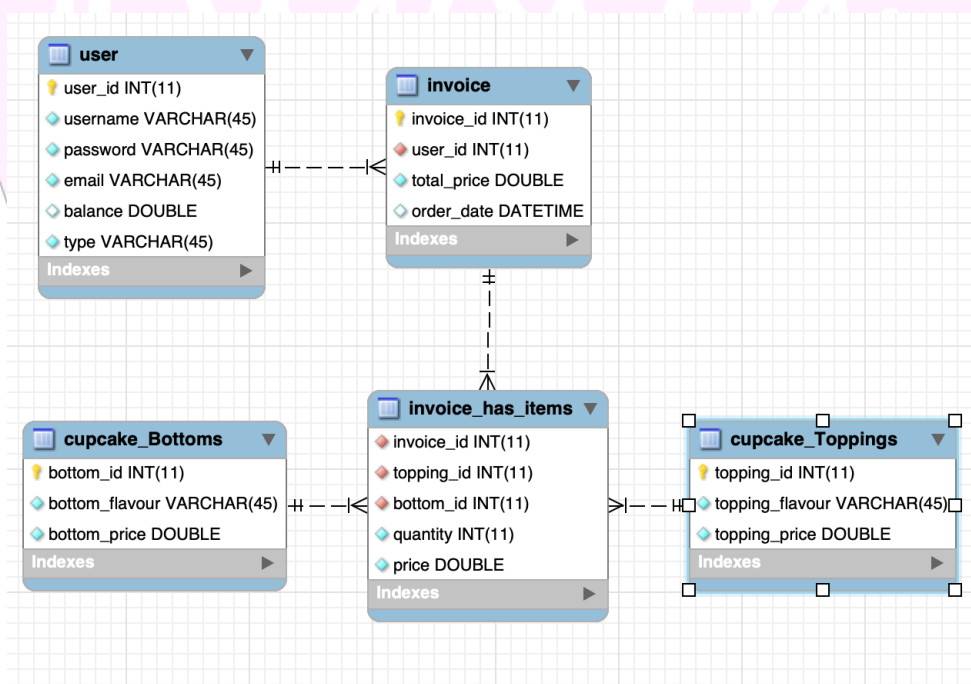 user
user_id INT(11)
username VARCHAR(45)
password VARCHAR(45)
email VARCHAR(45)
balance DOUBLE
type VARCHAR(45)
Indexes
invoice
invoice_id INT(11)
user_id INT(11)
total_price DOUBLE
order_date DATETIME
Indexes
cupcake_Bottoms
bottom_id INT(11)
bottom_flavour VARCHAR(45)
bottom_price DOUBLE
Indexes
invoice_has_items
invoice_id INT(11)
topping_id INT(11)
bottom_id INT(11)
quantity INT(11)
price DOUBLE
Indexes
cupcake_Toppings
topping_id INT(11)
topping_flavour VARCHAR(45)
topping_price DOUBLE
Indexes